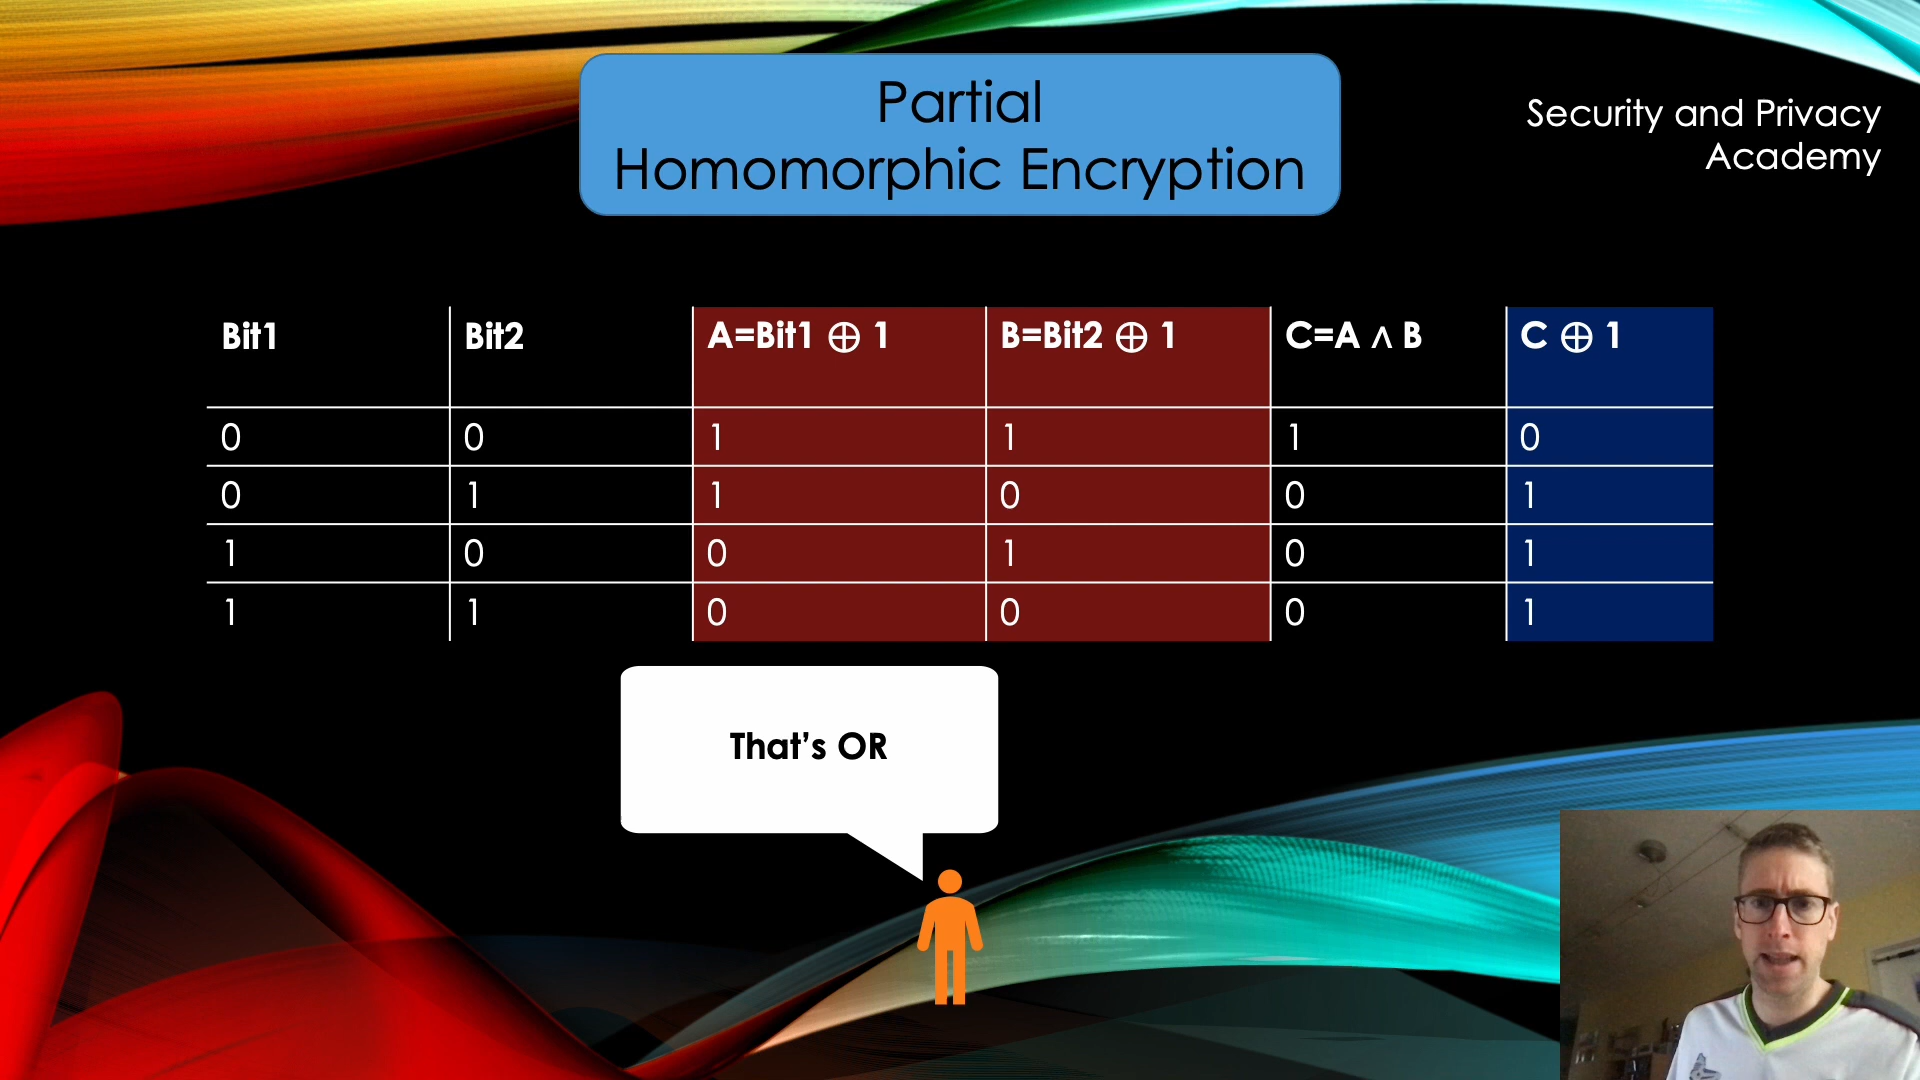 Partial
Homomorphic Encryption
Security and Privacy
Academy
Bit1 Bit2 A=Bit1 ⊕ 1 B=Bit2 ⊕ 1 C=A ∧ B C ⊕ 1
0 0 1 1 1 0
0 1 1 0 0 1
1 0 0 1 0 1
1 1 0 0 0 1
That’s OR